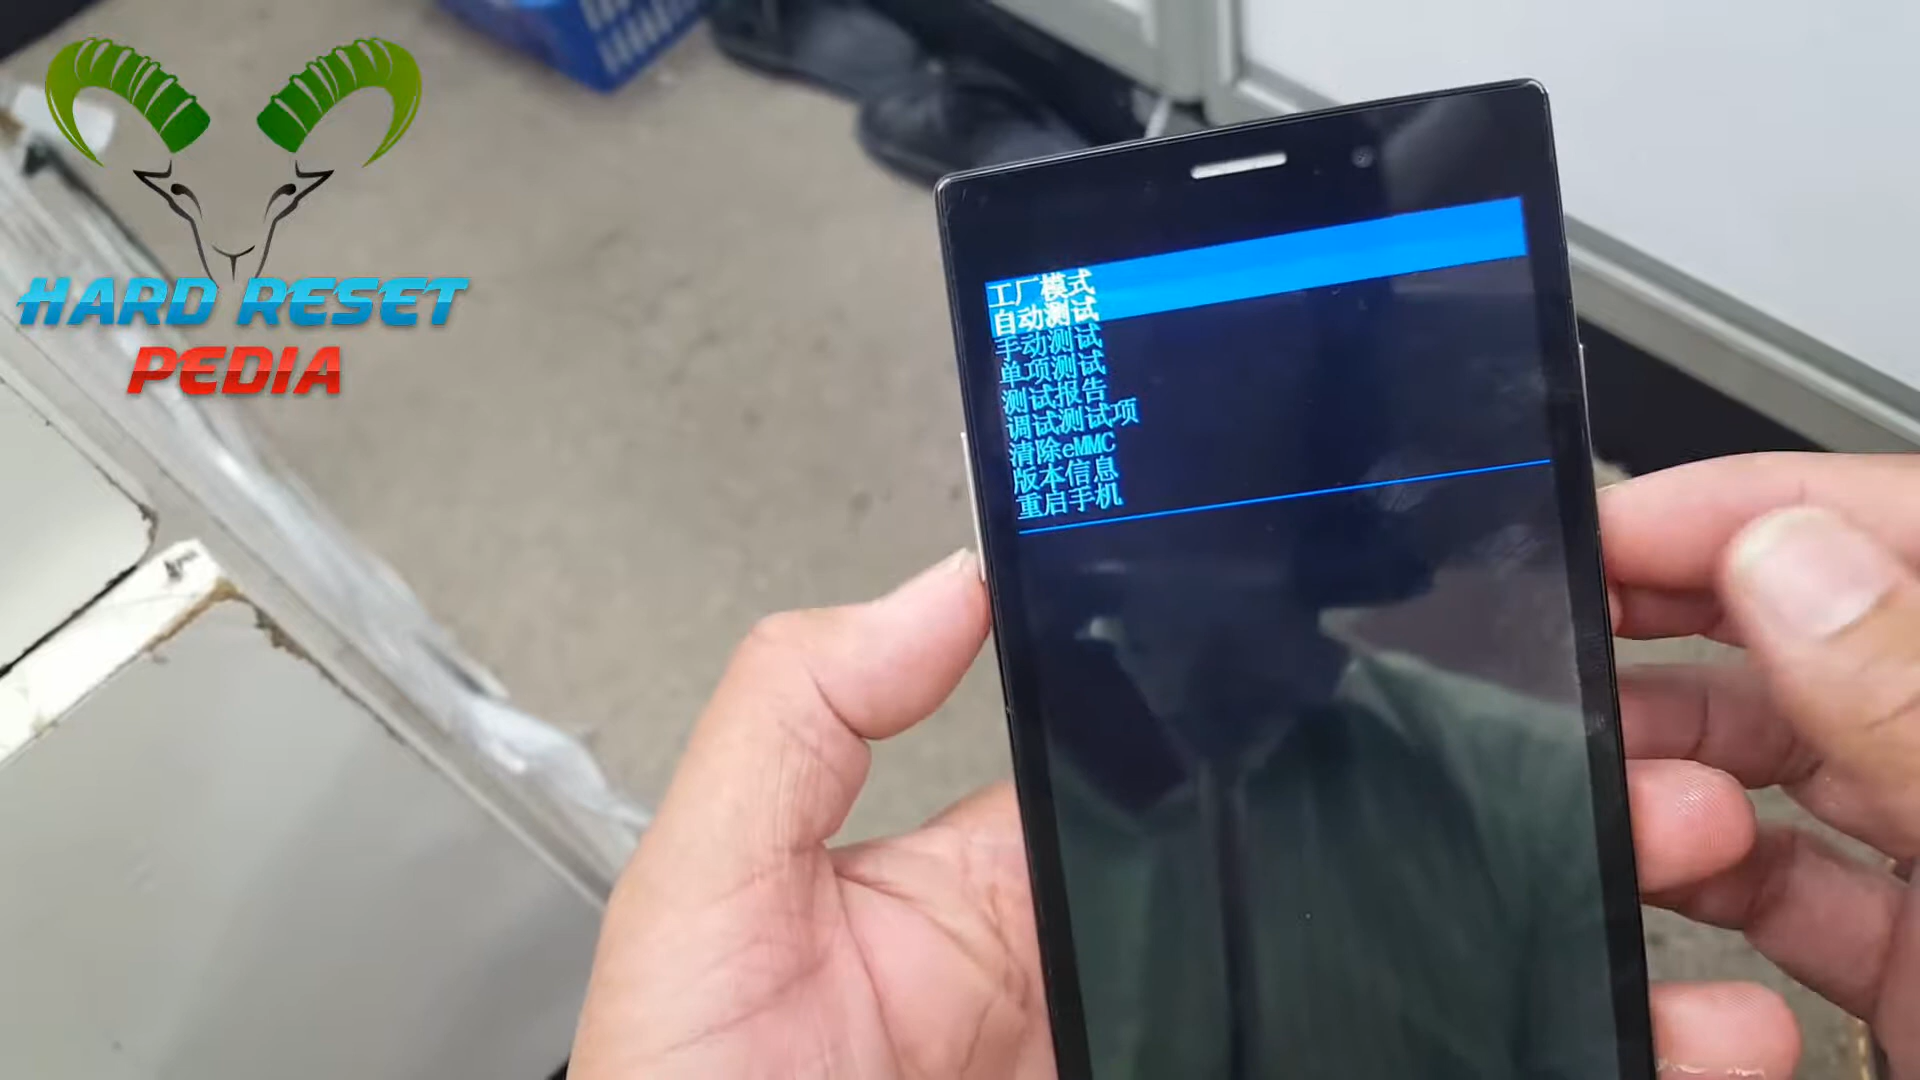 HARD RESET
PEDIA
工厂模式
自动测试
手动测试
单项测试
测试报告
调试测试项
清除eMMC
版本信息
重启手机